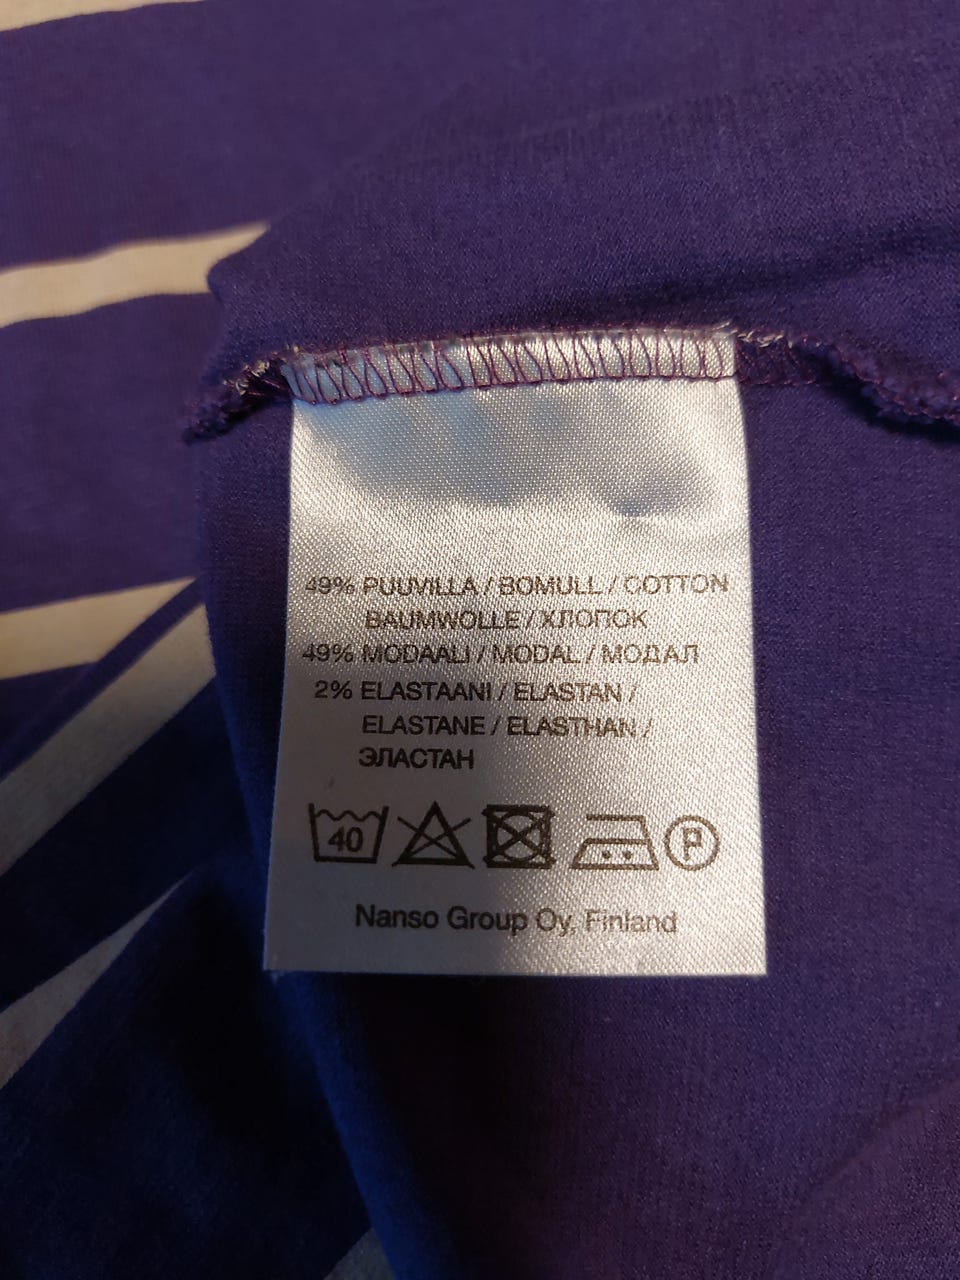 49% PUUVILLA / BOMULL / COTTON
BAUMWOLLE / ХЛОПОК
49% MODAALI / MODAL / МОДАЛ
2% ELASTAANI / ELASTAN /
ELASTANE / ELASTHAN /
ЭЛАСТАН
40 P
Nanso Group Oy, Finland